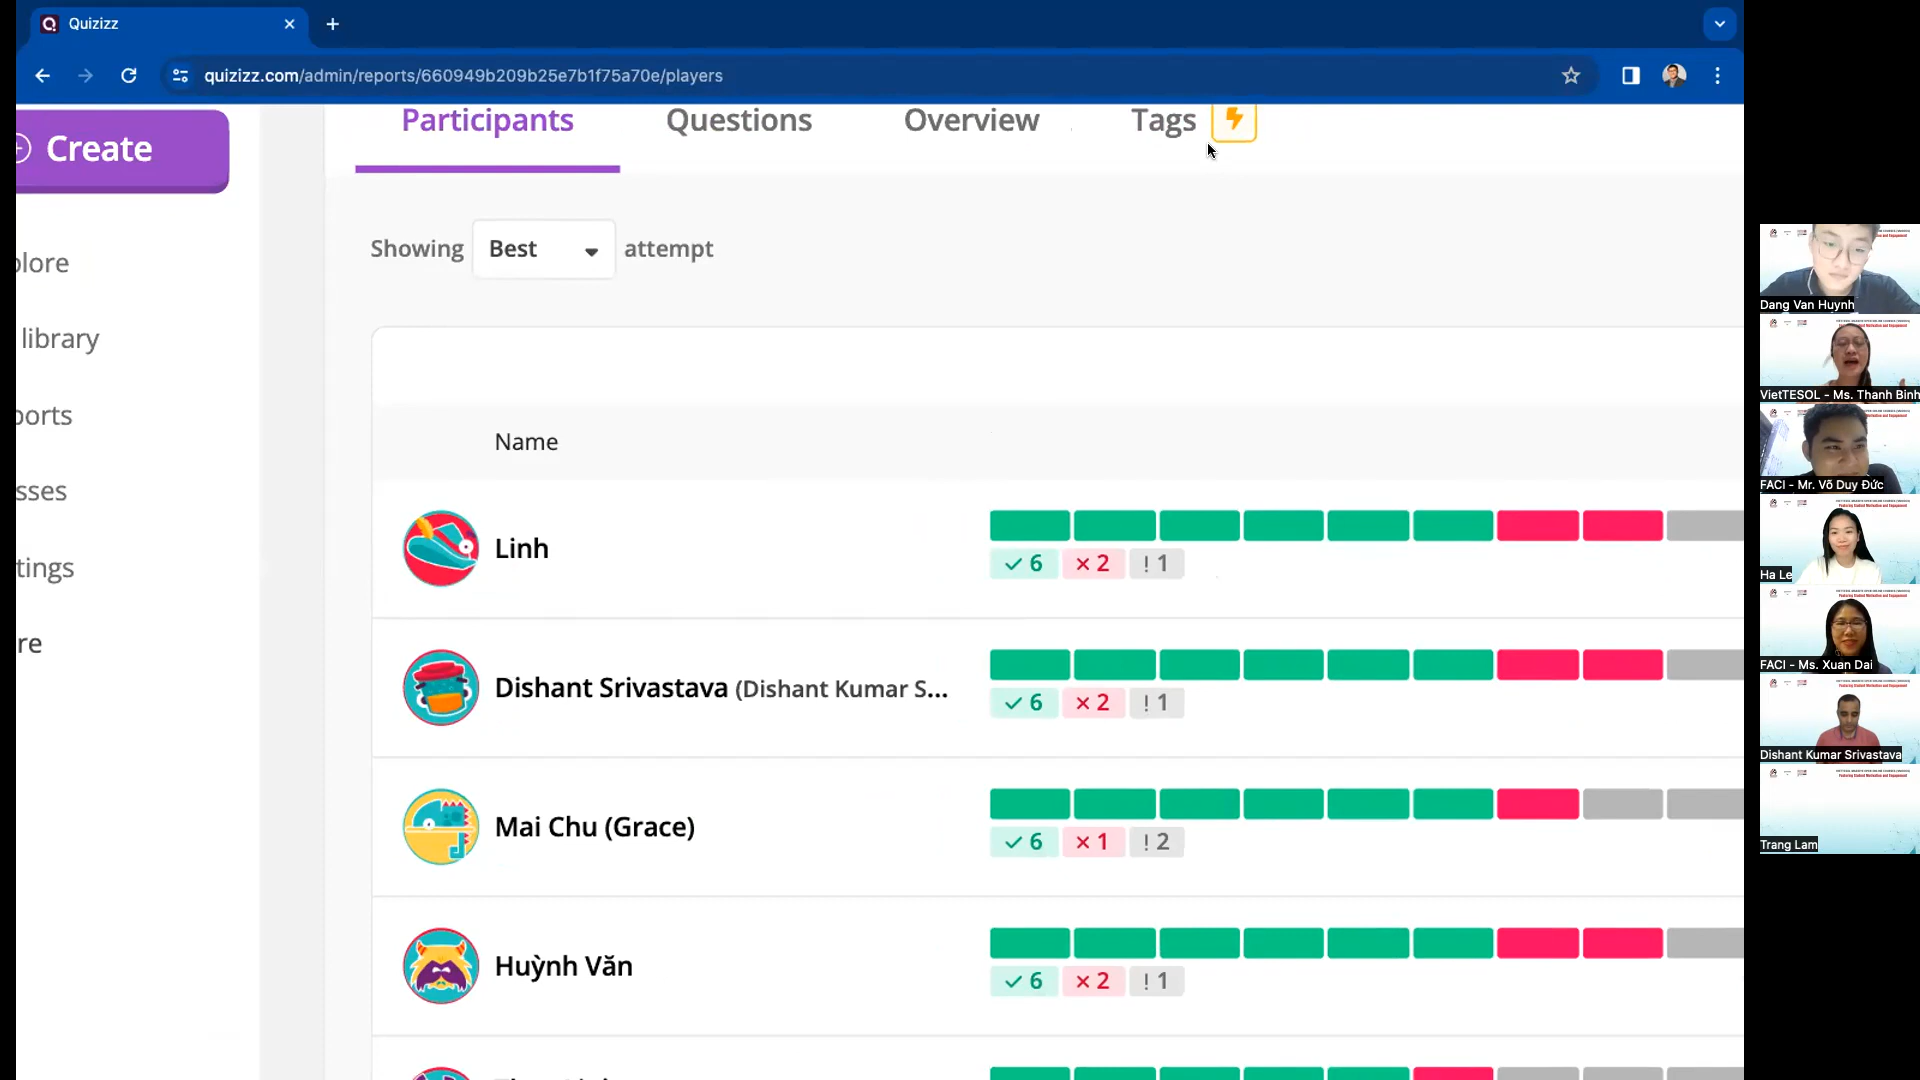 Quizizz
quizizz.com/admin/reports/660949b209b25e7b1f75a70e/players
Create
plore
library
ports
sses
tings
re
Participants
Questions
Overview
Tags
Showing
Best
attempt
Name
Linh
6
2
! 1
Dishant Srivastava (Dishant Kumar S...
6
2
! 1
Mai Chu (Grace)
6
1
! 2
Huỳnh Văn
6
2
! 1
Dang Van Huynh
VietTESOL - Ms. Thanh Binh
FACI - Mr. Võ Duy Đức
Ha Le
FACI - Ms. Xuan Dai
Dishant Kumar Srivastava
Trang Lam